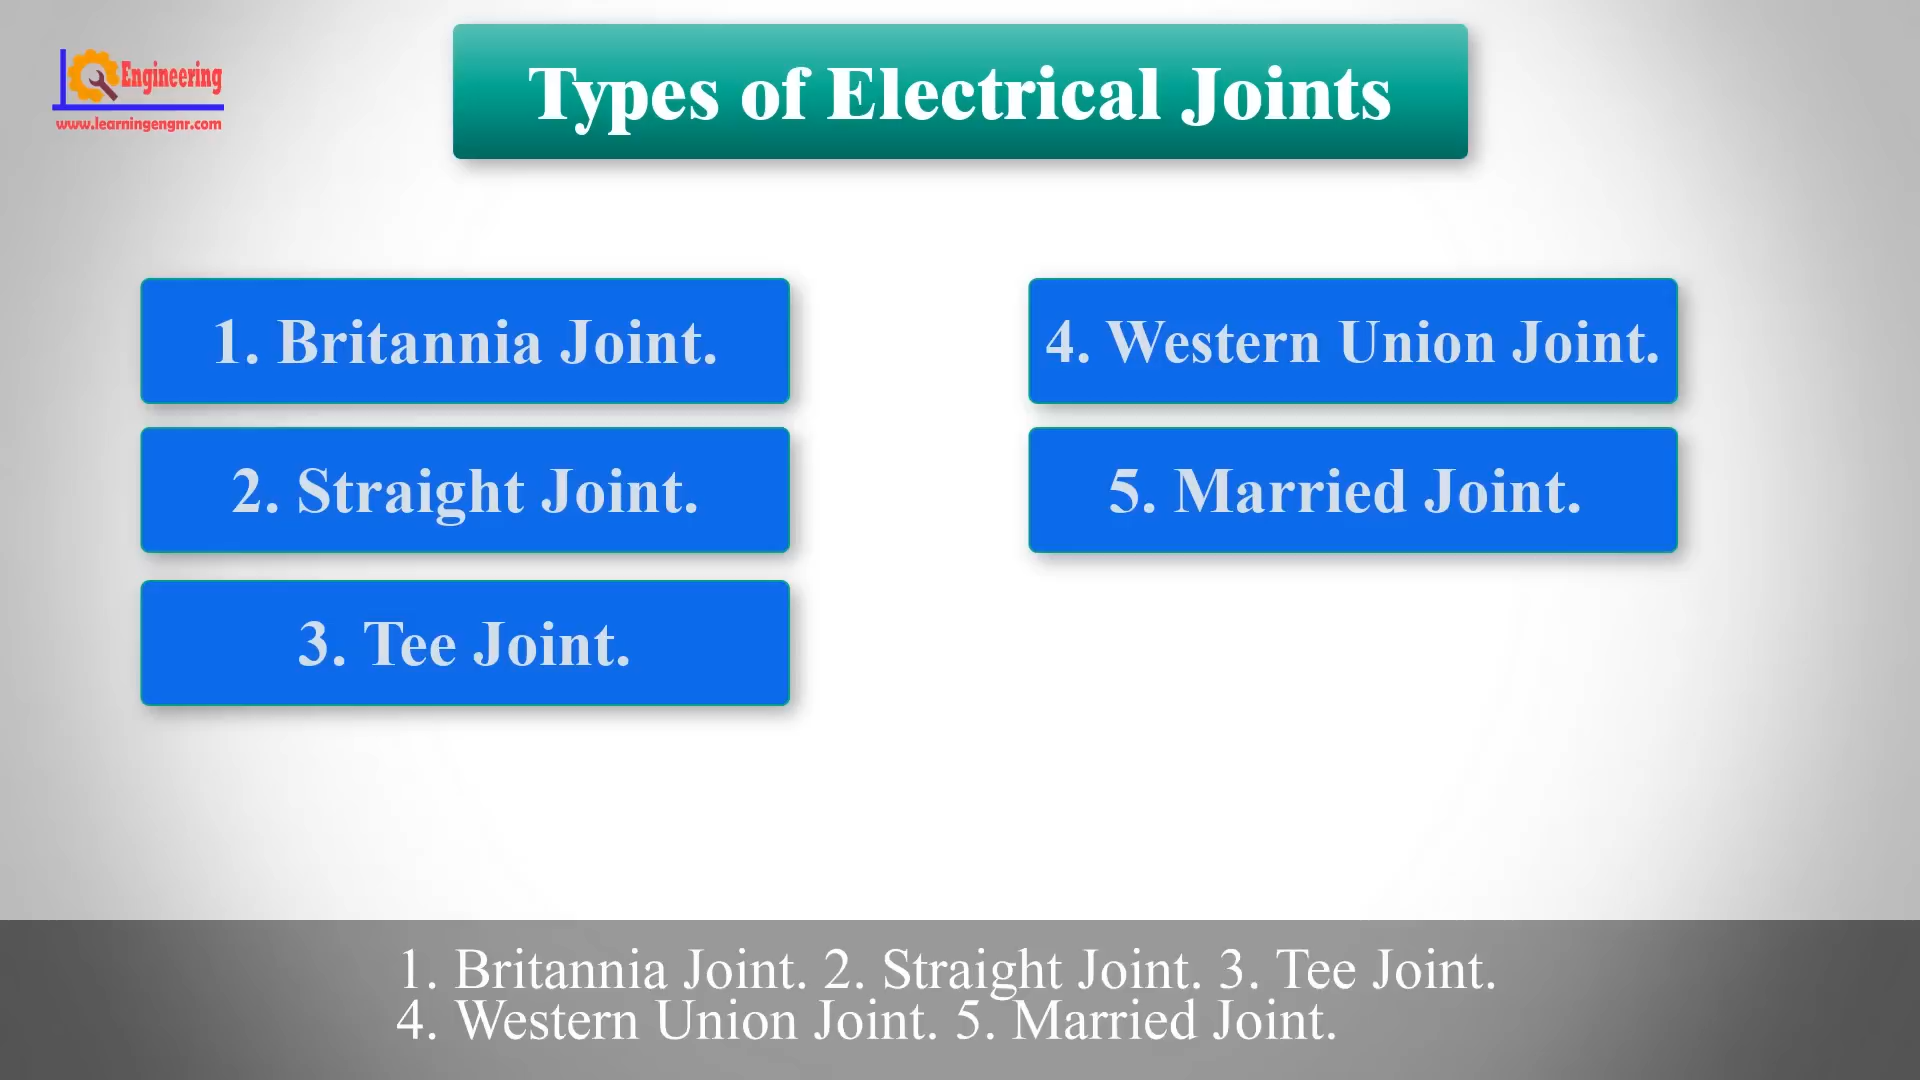 Engineering
www.learningengnr.com
Types of Electrical Joints
1. Britannia Joint.
2. Straight Joint.
3. Tee Joint.
4. Western Union Joint.
5. Married Joint.
1. Britannia Joint. 2. Straight Joint. 3. Tee Joint.
4. Western Union Joint. 5. Married Joint.